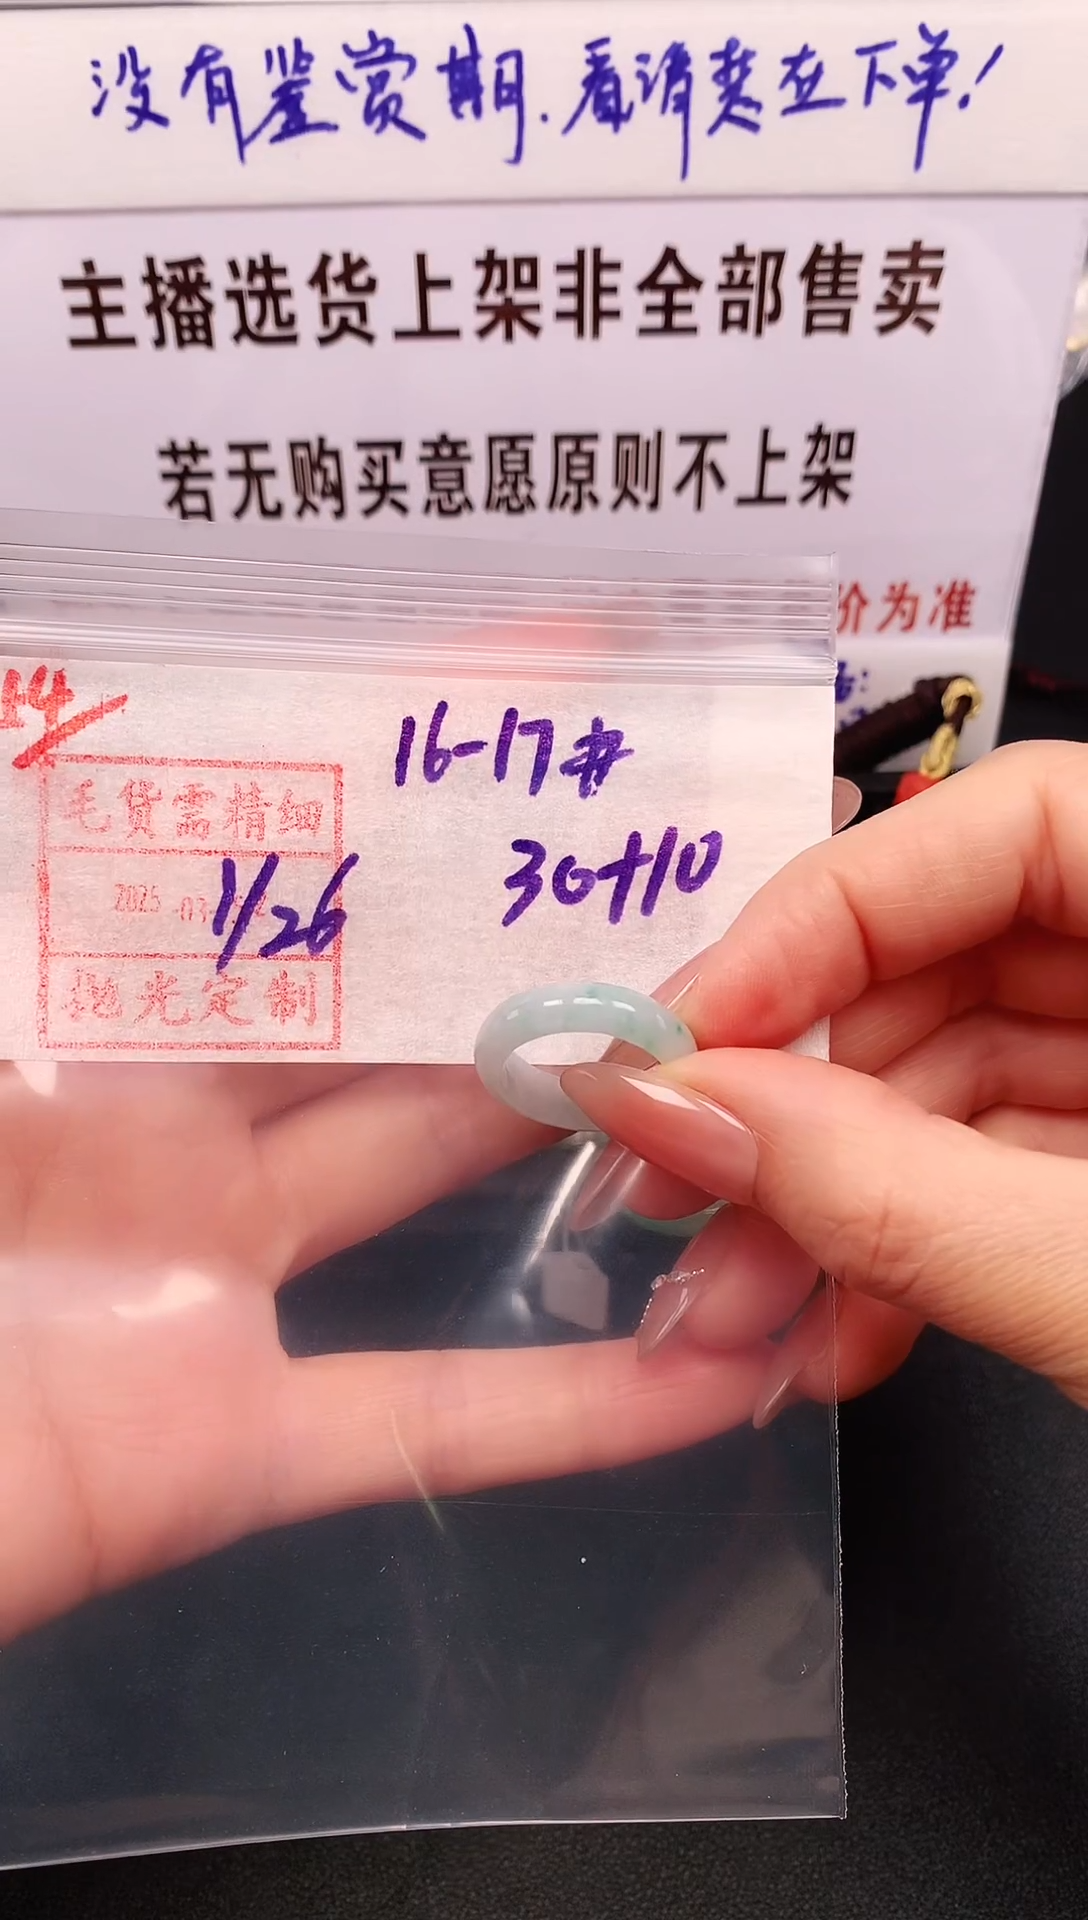 没有鉴赏期.看清楚在下单!
主播选货上架非全部售卖
若无购买意愿原则不上架
价为准
16-17#
毛货需精细
30+10
1/26
2025-03
抛光定制